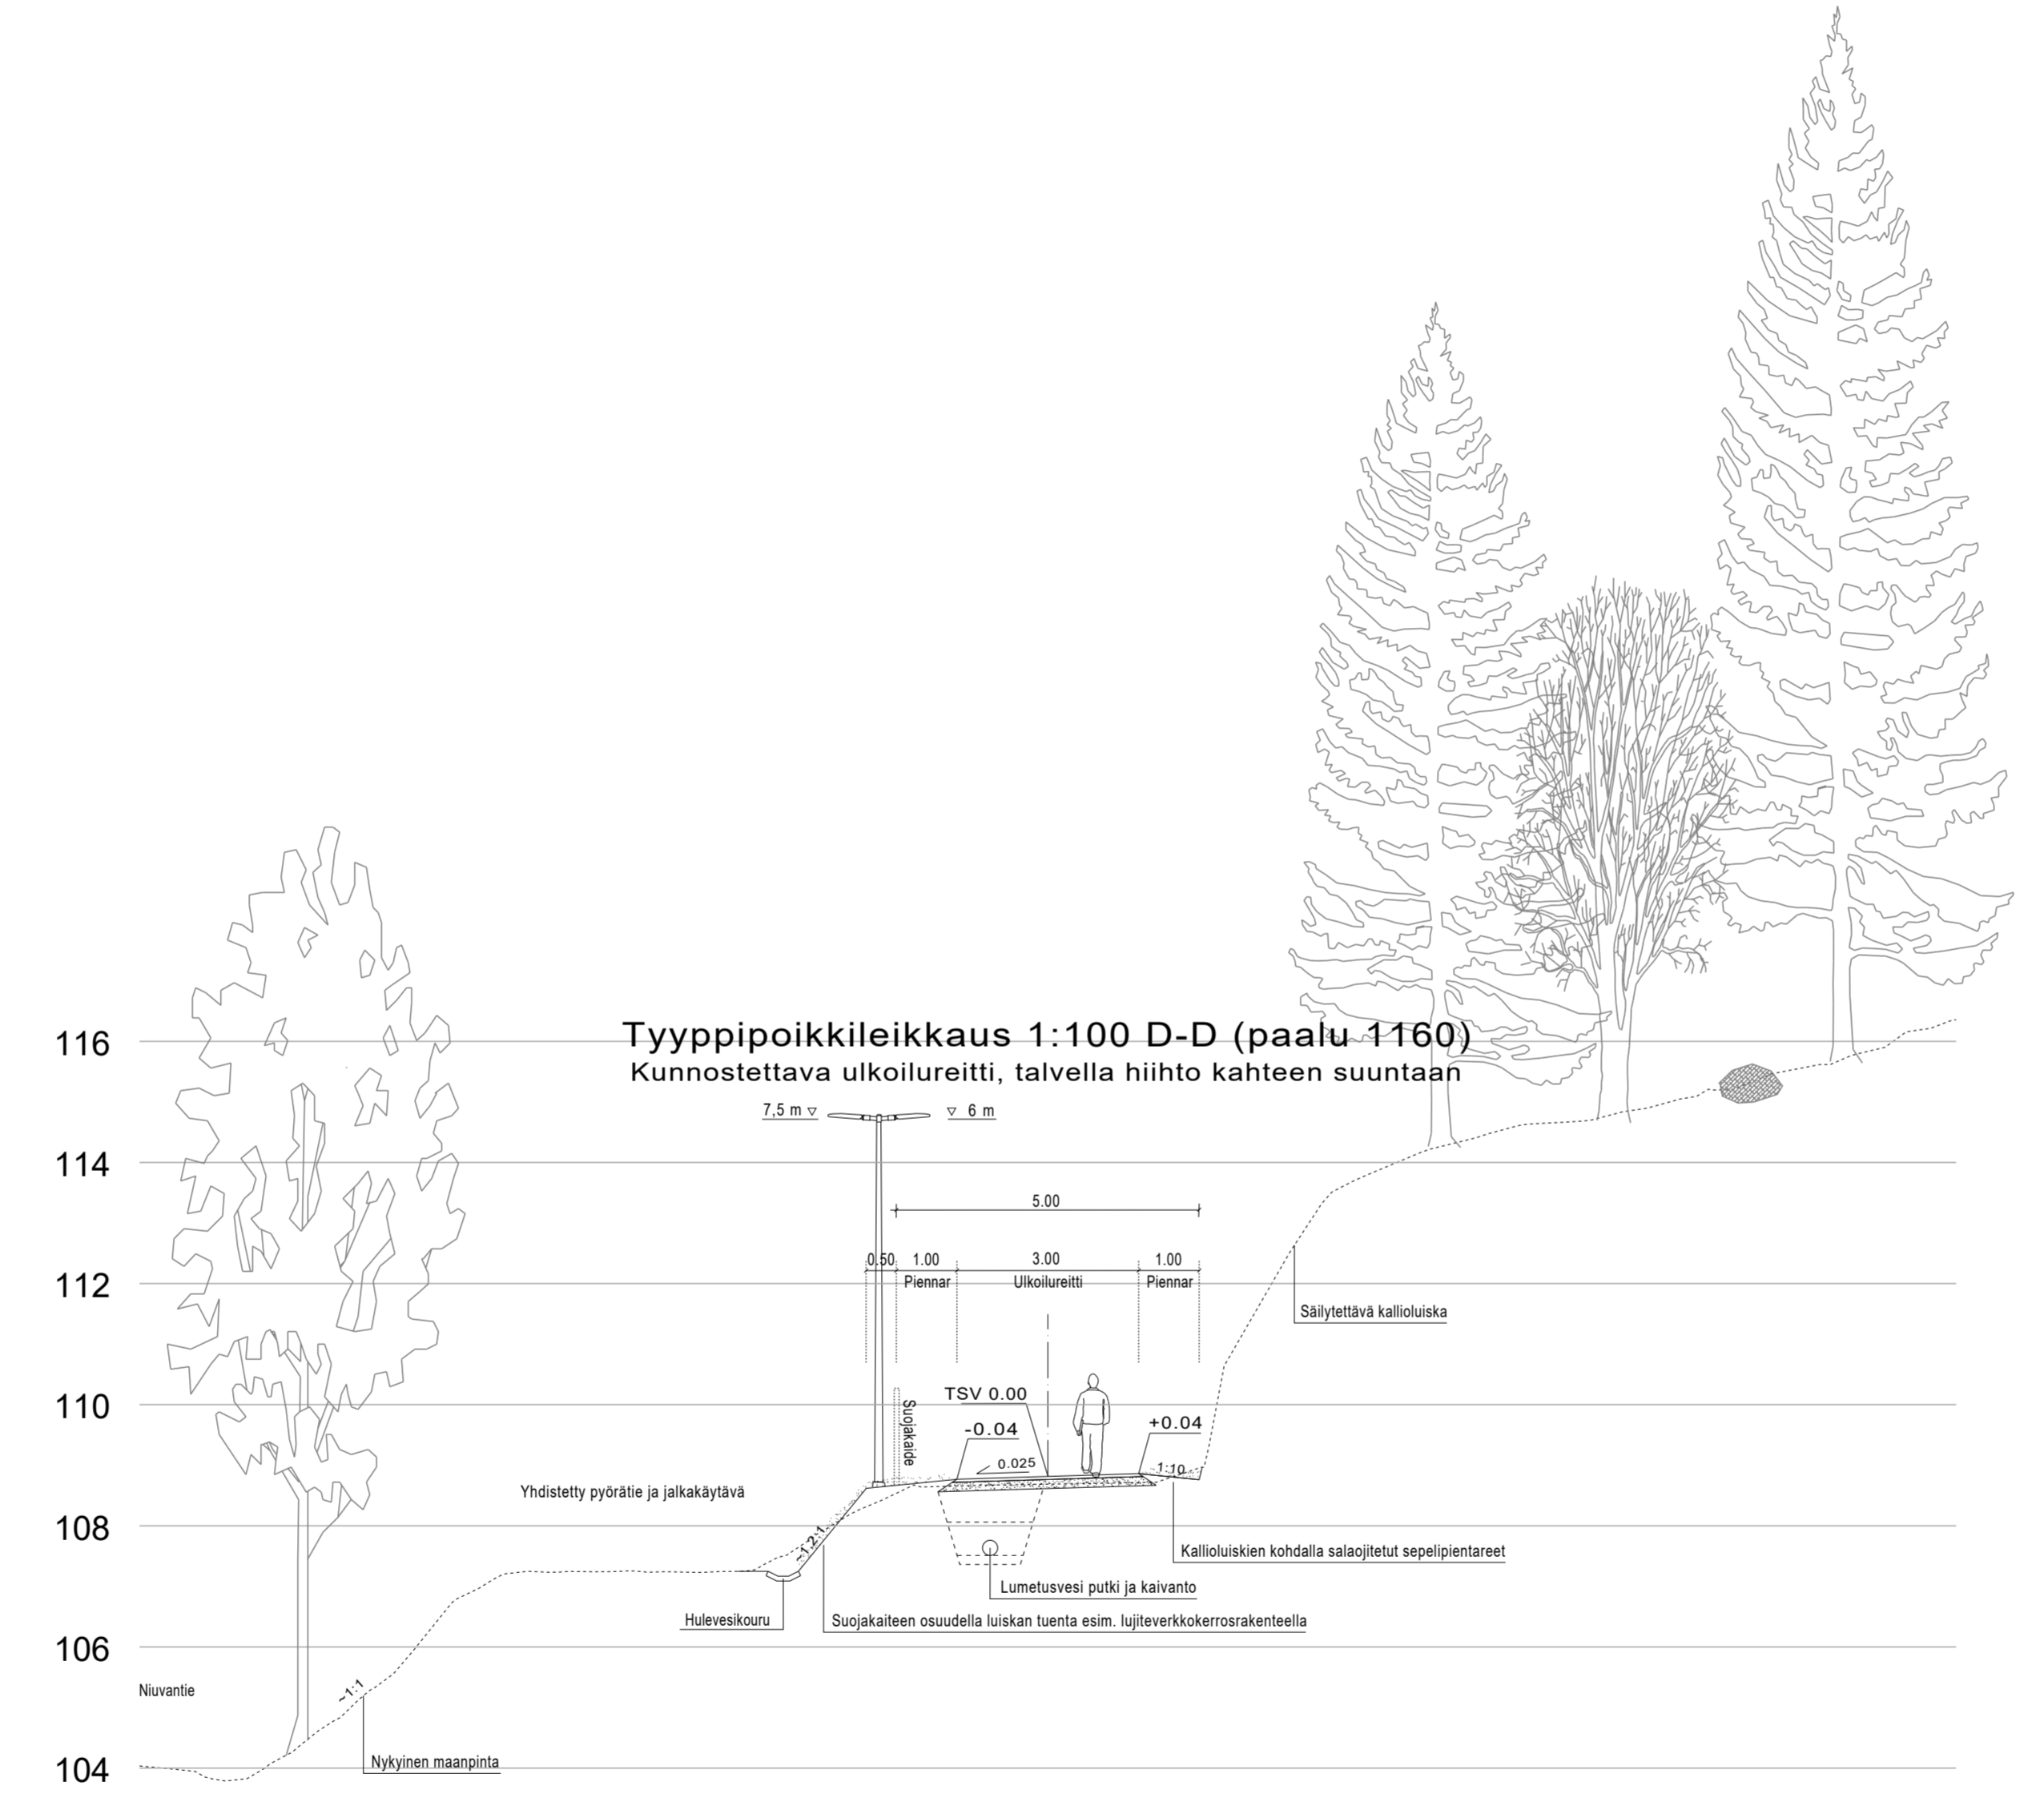 116
Tyyppipoikkileikkaus 1:100 D-D (paalu 1160)
Kunnostettava ulkoilureitti, talvella hiihto kahteen suuntaan
7,5 m
6 m
114
5.00
112
0.50
1.00
3.00
1.00
Piennar
Ulkoilureitti
Piennar
Säilytettävä kallioluiska
110
TSV 0.00
Suojakaide
-0.04
+0.04
0.025
1:10
Yhdistetty pyörätie ja jalkakäytävä
108
~1,2:1
Kallioluiskien kohdalla salaojitetut sepelipientareet
Lumetusvesi putki ja kaivanto
Hulevesikouru
Suojakaiteen osuudella luiskan tuenta esim. lujiteverkkokerrosrakenteella
106
Niuvantie
~1:1
Nykyinen maanpinta
104